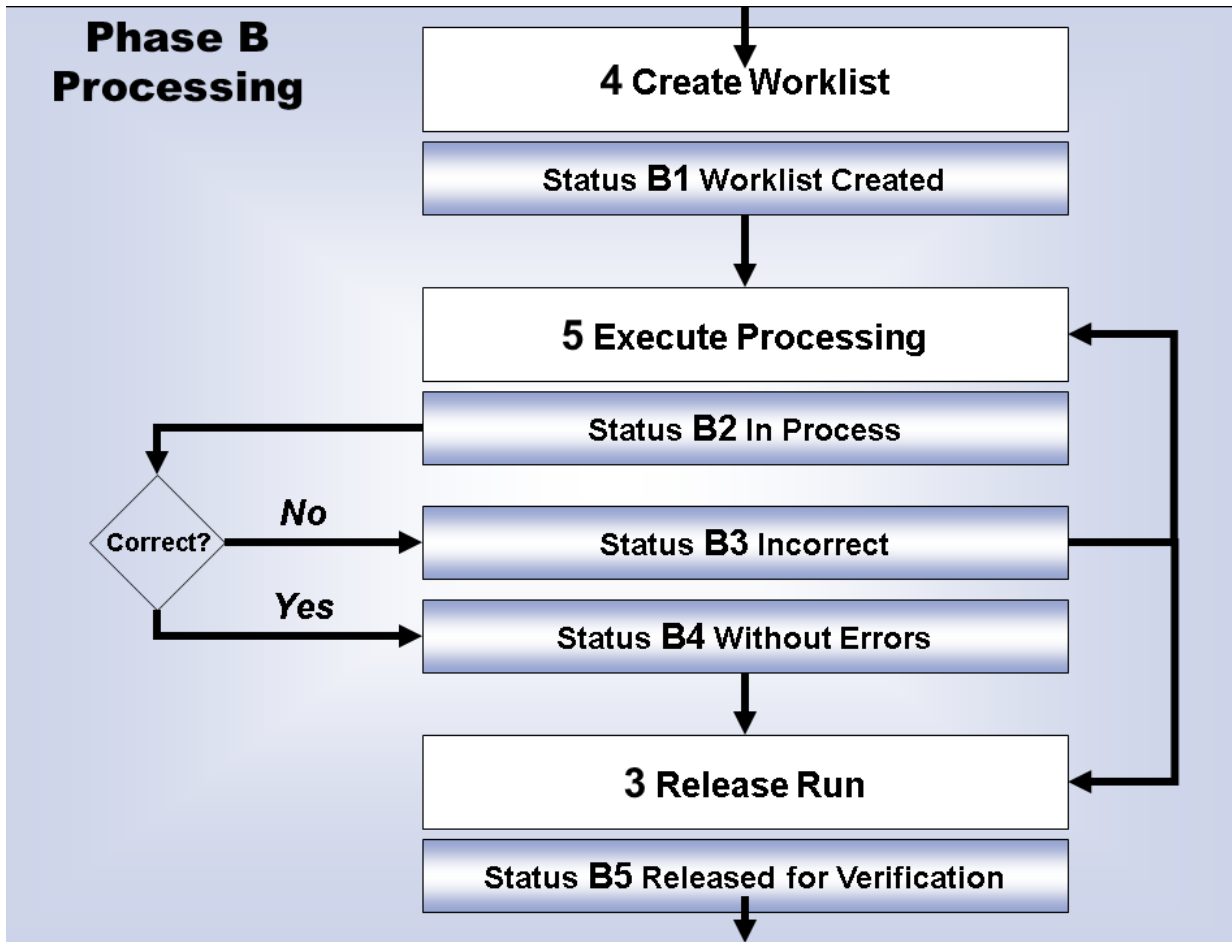 Phase B
Processing
4 Create Worklist
Status B1 Worklist Created
5 Execute Processing
Status B2 In Process
Correct?
No
Status B3 Incorrect
Yes
Status B4 Without Errors
3 Release Run
Status B5 Released for Verification